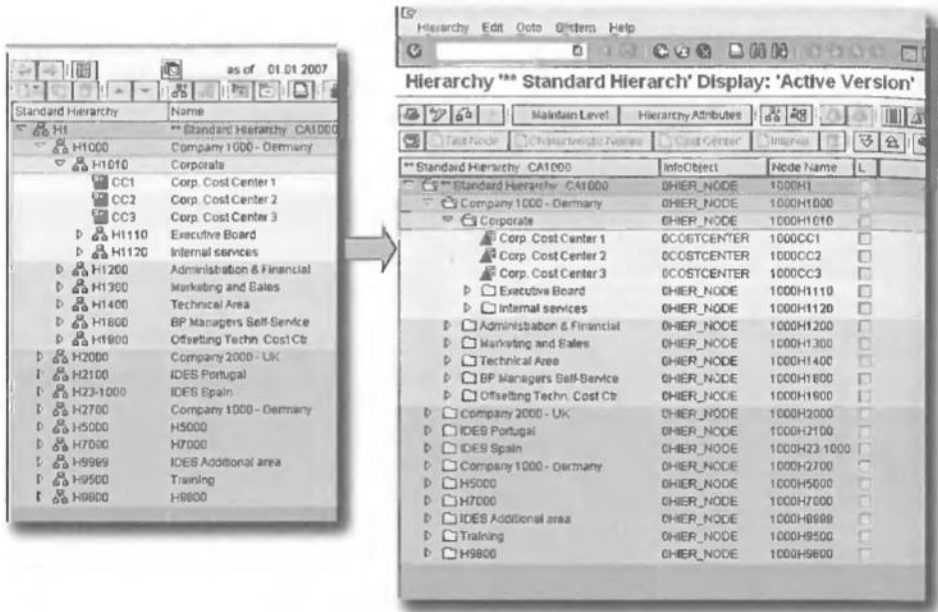 as of 01.01.2007
Standard Hierarchy Name
H1 ** Standard Hierarchy CA1000
H1000 Company 1000 - Germany
H1010 Corporate
CC1 Corp. Cost Center 1
CC2 Corp. Cost Center 2
CC3 Corp. Cost Center 3
H1110 Executive Board
H1120 Internal services
H1200 Administration & Financial
H1300 Marketing and Sales
H1400 Technical Area
H1800 BP Managers Self-Service
H1900 Offsetting Techn. Cost Ctr
H2000 Company 2000 - UK
H2100 IDES Portugal
H23-1000 IDES Spain
H2700 Company 1000 - Germany
H5000 H5000
H7000 H7000
H9999 IDES Additional area
H9500 Training
H9800 H9800
Hierarchy Edit Goto System Help
Hierarchy '** Standard Hierarch' Display: 'Active Version'
Maintain Level Hierarchy Attributes
Text Node Characteristic Nodes Cost Center Interval
** Standard Hierarchy CA1000 InfoObject Node Name L
** Standard Hierarchy CA1000 0HIER_NODE 1000H1
Company 1000 - Germany 0HIER_NODE 1000H1000
Corporate 0HIER_NODE 1000H1010
Corp. Cost Center 1 0COSTCENTER 1000CC1
Corp. Cost Center 2 0COSTCENTER 1000CC2
Corp. Cost Center 3 0COSTCENTER 1000CC3
Executive Board 0HIER_NODE 1000H1110
Internal services 0HIER_NODE 1000H1120
Administration & Financial 0HIER_NODE 1000H1200
Marketing and Sales 0HIER_NODE 1000H1300
Technical Area 0HIER_NODE 1000H1400
BP Managers Self-Service 0HIER_NODE 1000H1800
Offsetting Techn. Cost Ctr 0HIER_NODE 1000H1900
Company 2000 - UK 0HIER_NODE 1000H2000
IDES Portugal 0HIER_NODE 1000H2100
IDES Spain 0HIER_NODE 1000H23-1000
Company 1000 - Germany 0HIER_NODE 1000H2700
H5000 0HIER_NODE 1000H5000
H7000 0HIER_NODE 1000H7000
IDES Additional area 0HIER_NODE 1000H9999
Training 0HIER_NODE 1000H9500
H9800 0HIER_NODE 1000H9800